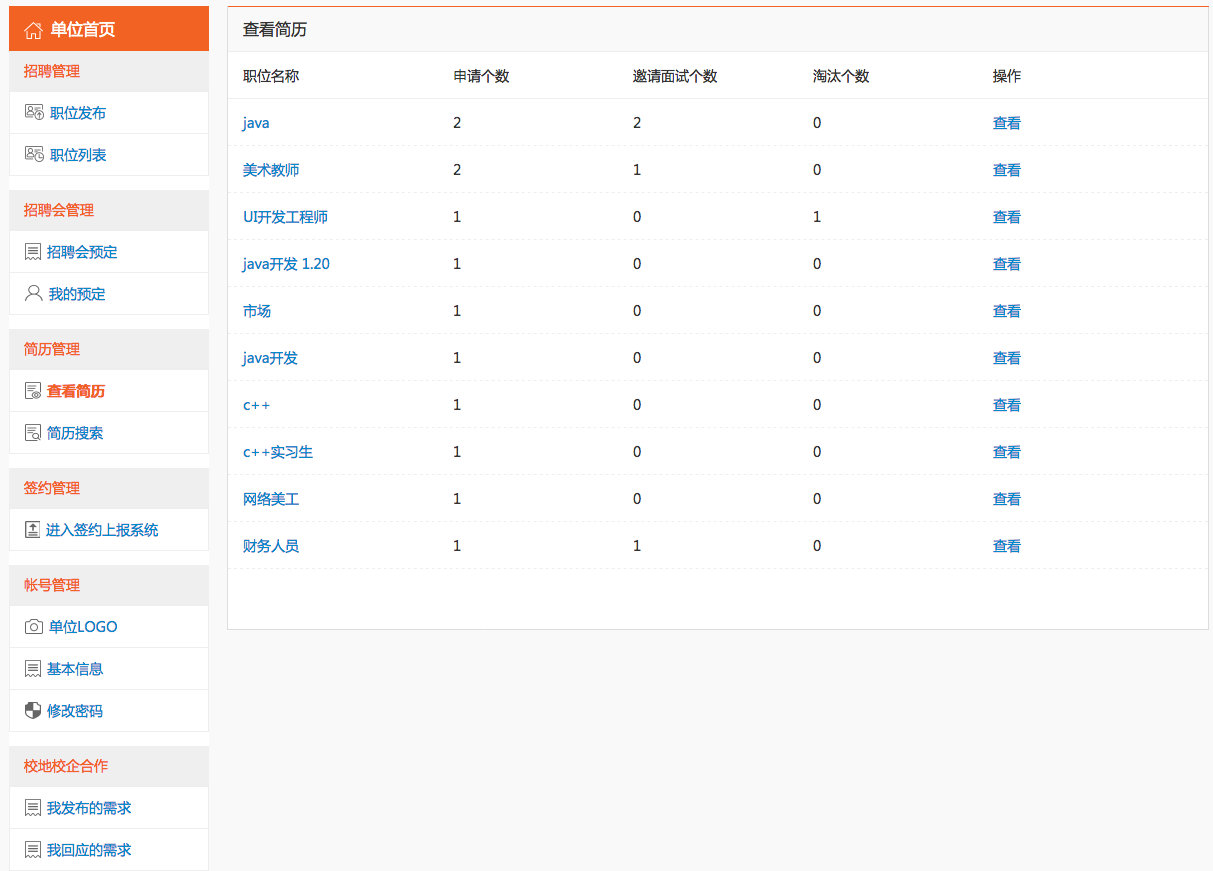 单位首页
招聘管理
职位发布
职位列表
招聘会管理
招聘会预定
我的预定
简历管理
查看简历
简历搜索
签约管理
进入签约上报系统
帐号管理
单位LOGO
基本信息
修改密码
校地校企合作
我发布的需求
我回应的需求
查看简历
职位名称 申请个数 邀请面试个数 淘汰个数 操作
java 2 2 0 查看
美术教师 2 1 0 查看
UI开发工程师 1 0 1 查看
java开发 1.20 1 0 0 查看
市场 1 0 0 查看
java开发 1 0 0 查看
c++ 1 0 0 查看
c++实习生 1 0 0 查看
网络美工 1 0 0 查看
财务人员 1 1 0 查看